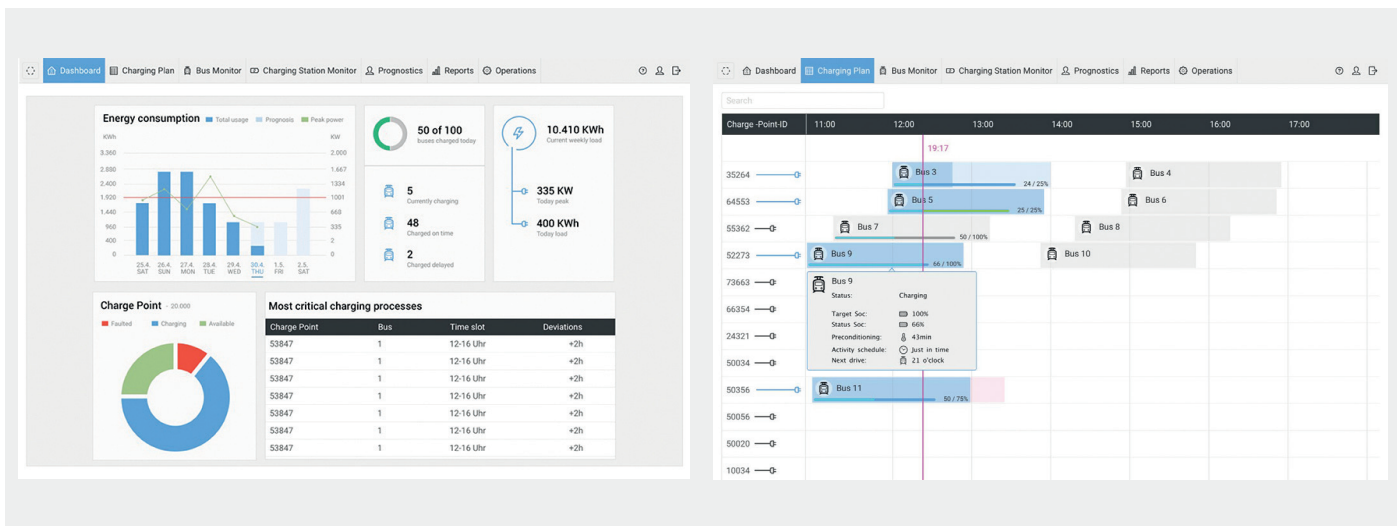 Dashboard Charging Plan Bus Monitor Charging Station Monitor Prognostics Reports Operations
Energy consumption Total usage Prognosis Peak power
KWh KW
3.360 2.000
2.880 1.667
2.400 1334
1,920 1001
1,440 669
960 335
400 2
0 0
25.4. 26.4. 27.4. 28.4. 29.4. 30.4. 1.5. 2.5.
SAT SUN MON TUE WED THU FRI SAT
50 of 100
buses charged today
5
Currently charging
48
Charged on time
2
Charged delayed
10.410 KWh
Current weekly load
335 KW
Today peak
400 KWh
Today load
Charge Point - 20.000
Faulted Charging Available
Most critical charging processes
Charge Point Bus Time slot Deviations
53847 1 12-16 Uhr +2h
53847 1 12-16 Uhr +2h
53847 1 12-16 Uhr +2h
53847 1 12-16 Uhr +2h
53847 1 12-16 Uhr +2h
53847 1 12-16 Uhr +2h
53847 1 12-16 Uhr +2h
Dashboard Charging Plan Bus Monitor Charging Station Monitor Prognostics Reports Operations
Search
Charge -Point-ID 11:00 12:00 13:00 14:00 15:00 16:00 17:00
19:17
35264 Bus 3 24 / 25% Bus 4
64553 Bus 5 25 / 25% Bus 6
55362 Bus 7 50 / 100% Bus 8
52273 Bus 9 66 / 100% Bus 10
73663
66354
24321
50034
Bus 9
Status: Charging
Target Soc: 100%
Status Soc: 66%
Preconditioning: 43min
Activity schedule: Just in time
Next drive: 21 o'clock
50356 Bus 11 50 / 75%
50056
50020
10034